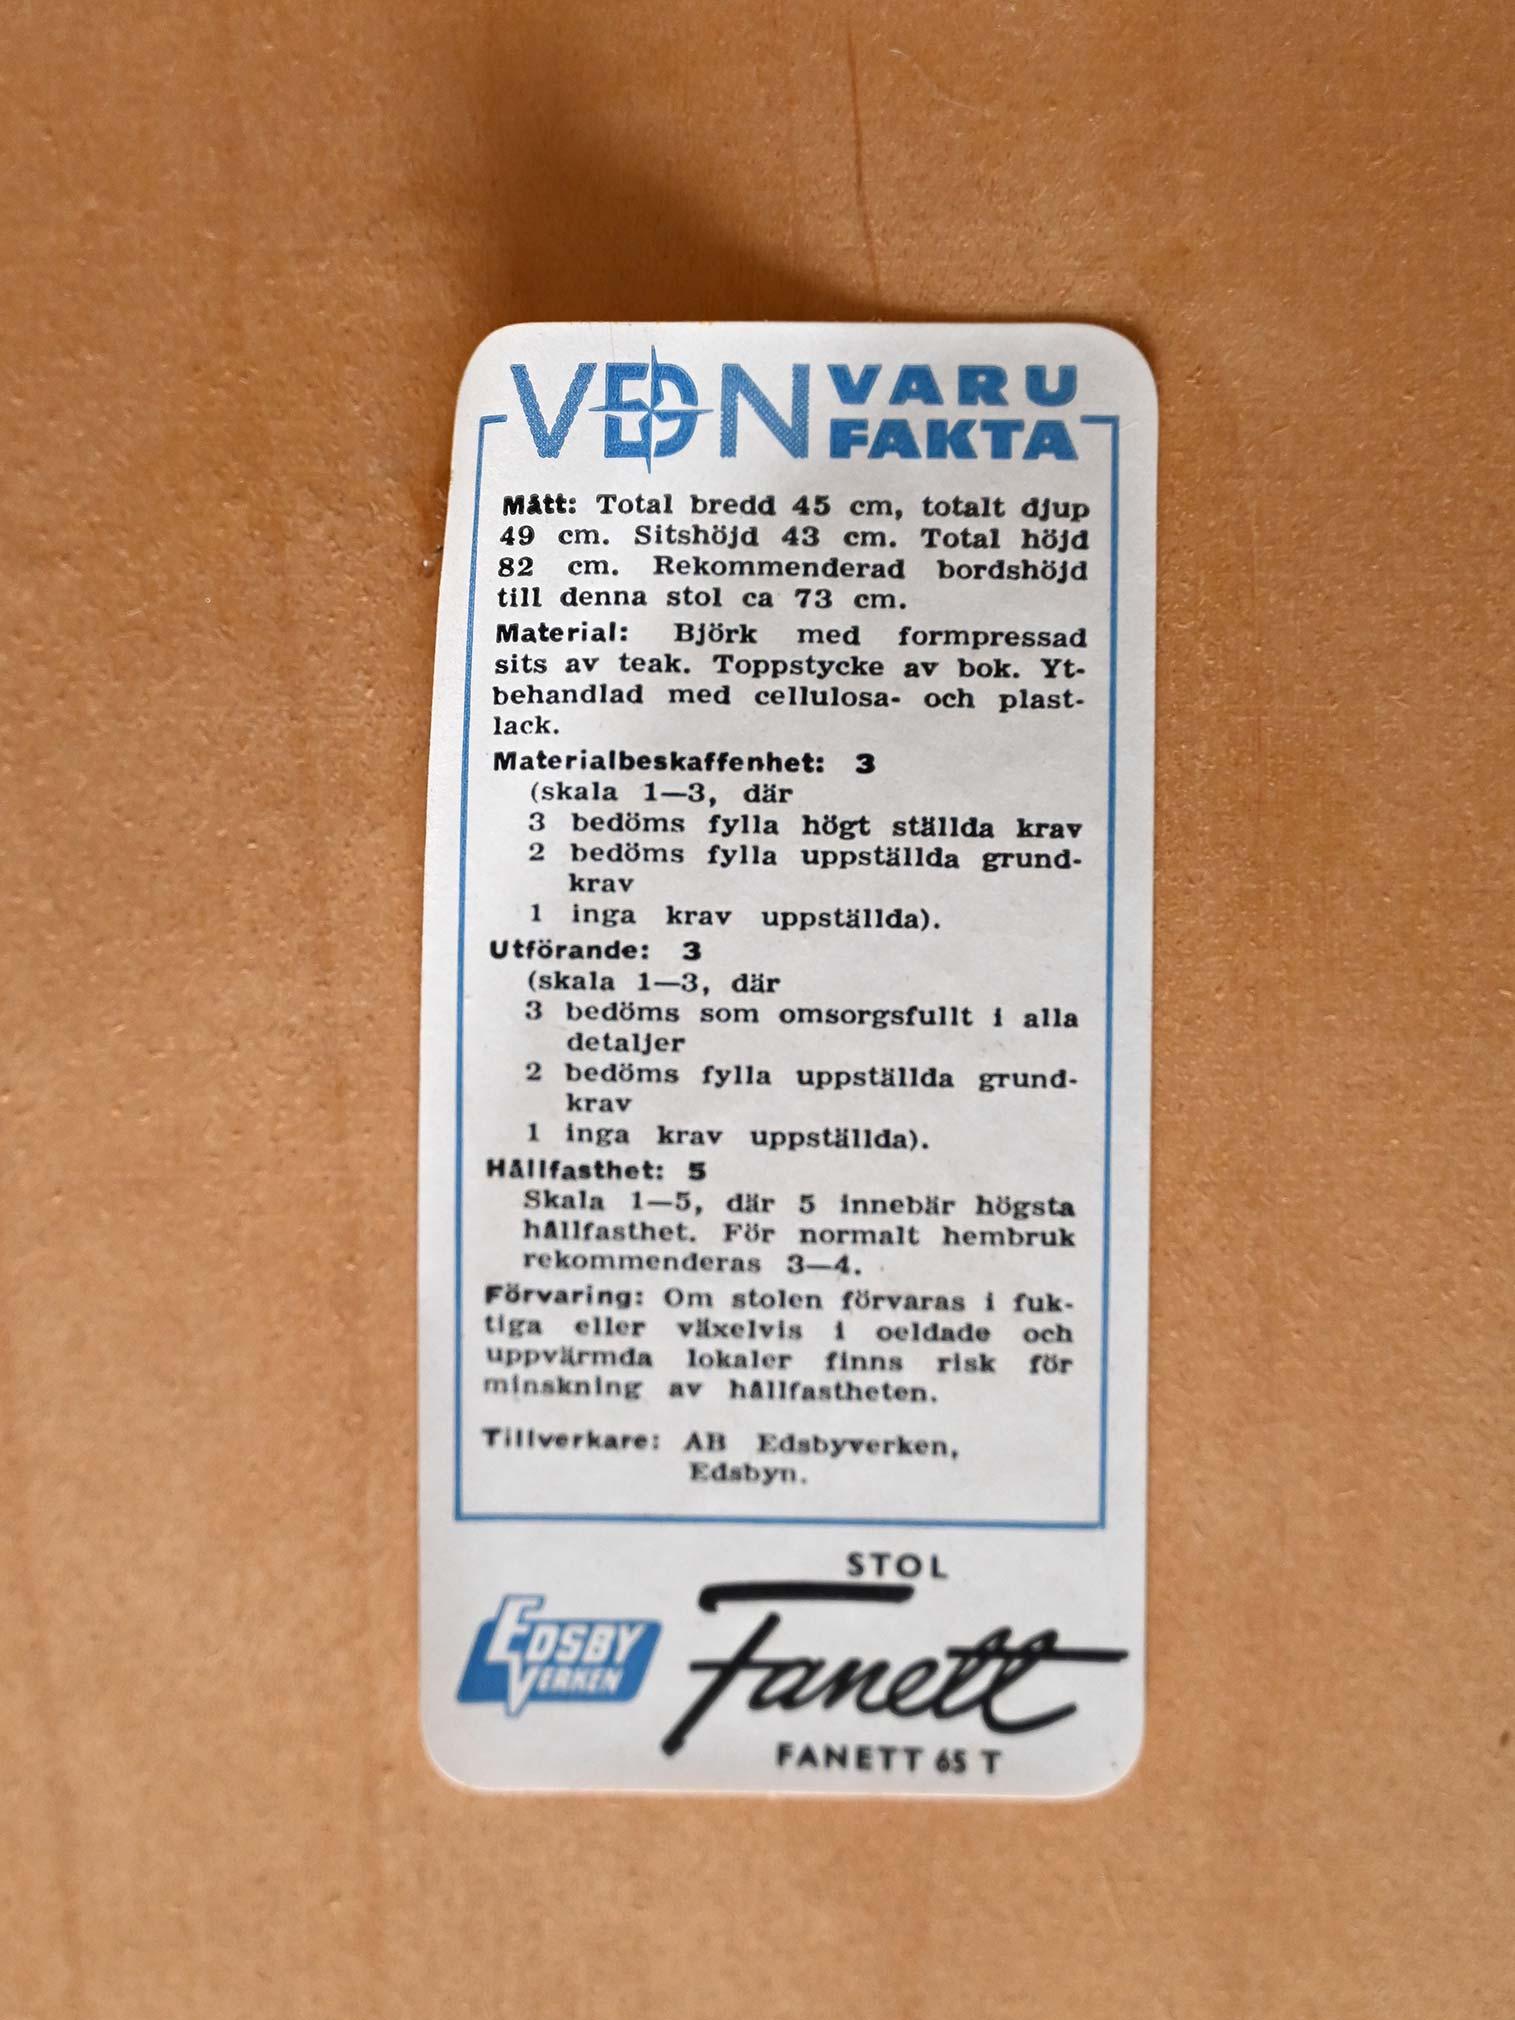 VDN VARU
FAKTA
Mått: Total bredd 45 cm, totalt djup
49 cm. Sitshöjd 43 cm. Total höjd
82 cm. Rekommenderad bordshöjd
till denna stol ca 73 cm.
Material: Björk med formpressad
sits av teak. Toppstycke av bok. Yt-
behandlad med cellulosa- och plast-
lack.
Materialbeskaffenhet: 3
(skala 1—3, där
3 bedöms fylla högt ställda krav
2 bedöms fylla uppställda grund-
krav
1 inga krav uppställda).
Utförande: 3
(skala 1—3, där
3 bedöms som omsorgsfullt i alla
detaljer
2 bedöms fylla uppställda grund-
krav
1 inga krav uppställda).
Hållfasthet: 5
Skala 1—5, där 5 innebär högsta
hållfasthet. För normalt hembruk
rekommenderas 3—4.
Förvaring: Om stolen förvaras i fuk-
tiga eller växelvis i oeldade och
uppvärmda lokaler finns risk för
minskning av hållfastheten.
Tillverkare: AB Edsbyverken,
Edsbyn.
STOL
EDSBY
VERKEN
Fanett
FANETT 65 T